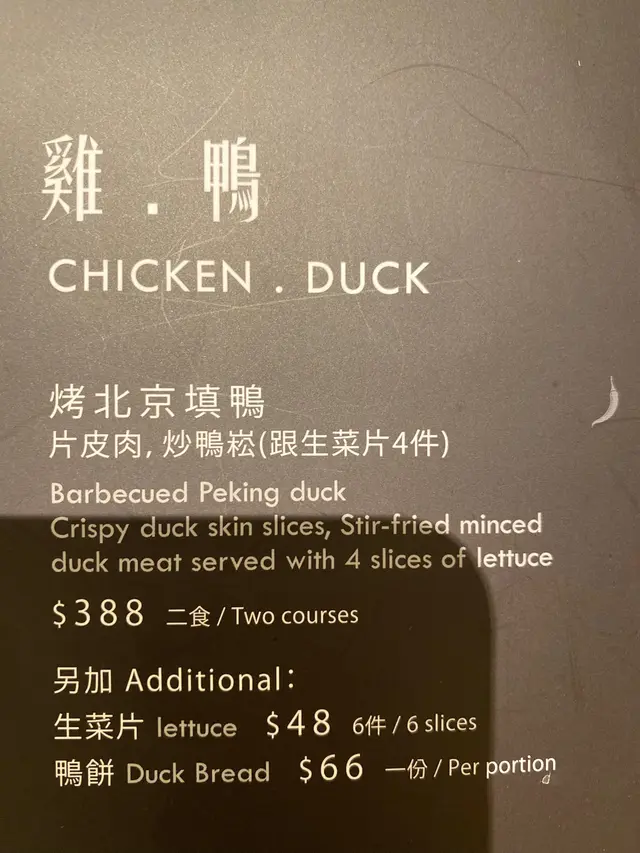 雞 . 鴨
CHICKEN . DUCK
烤北京填鴨
片皮肉, 炒鴨崧(跟生菜片4件)
Barbecued Peking duck
Crispy duck skin slices, Stir-fried minced
duck meat served with 4 slices of lettuce
$388 二食 / Two courses
另加 Additional:
生菜片 lettuce $48 6件 / 6 slices
鴨餅 Duck Bread $66 一份 / Per portion